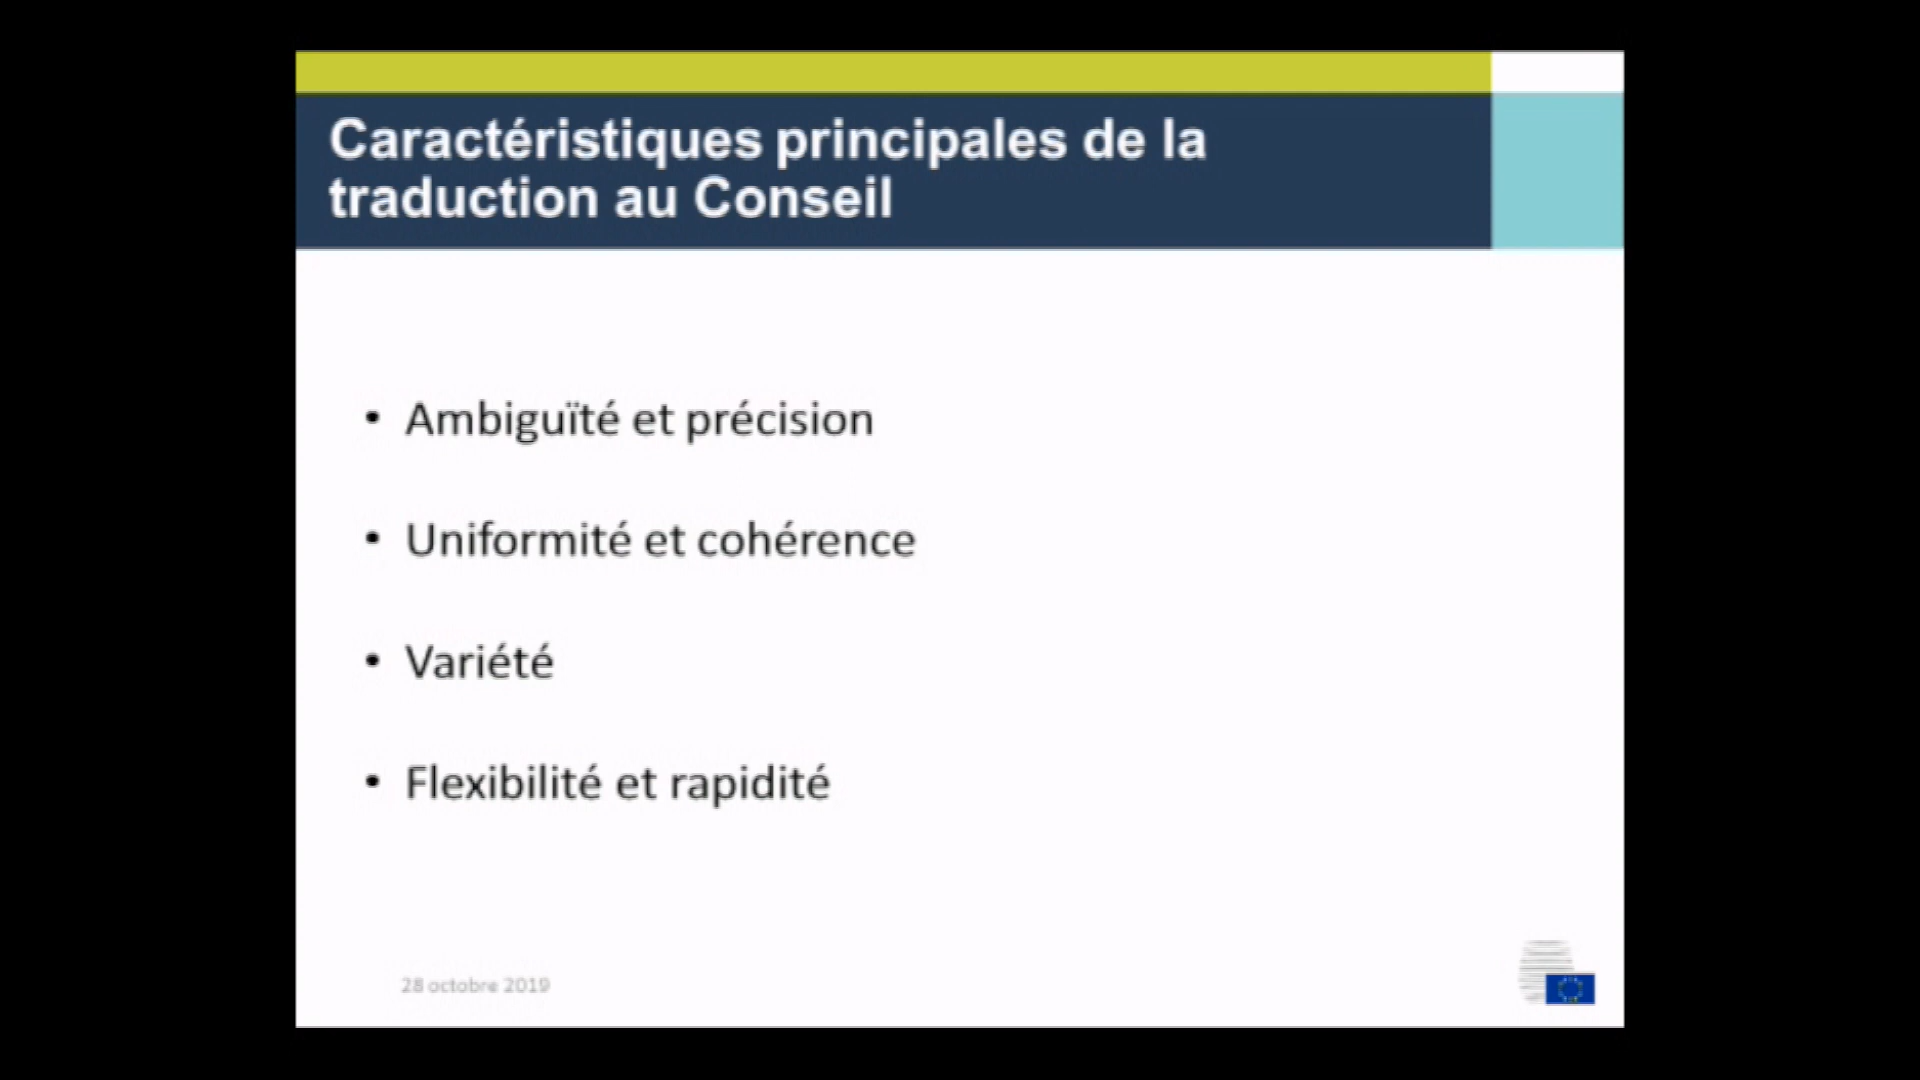 Caractéristiques principales de la
traduction au Conseil
• Ambiguïté et précision
• Uniformité et cohérence
• Variété
• Flexibilité et rapidité
28 octobre 2019